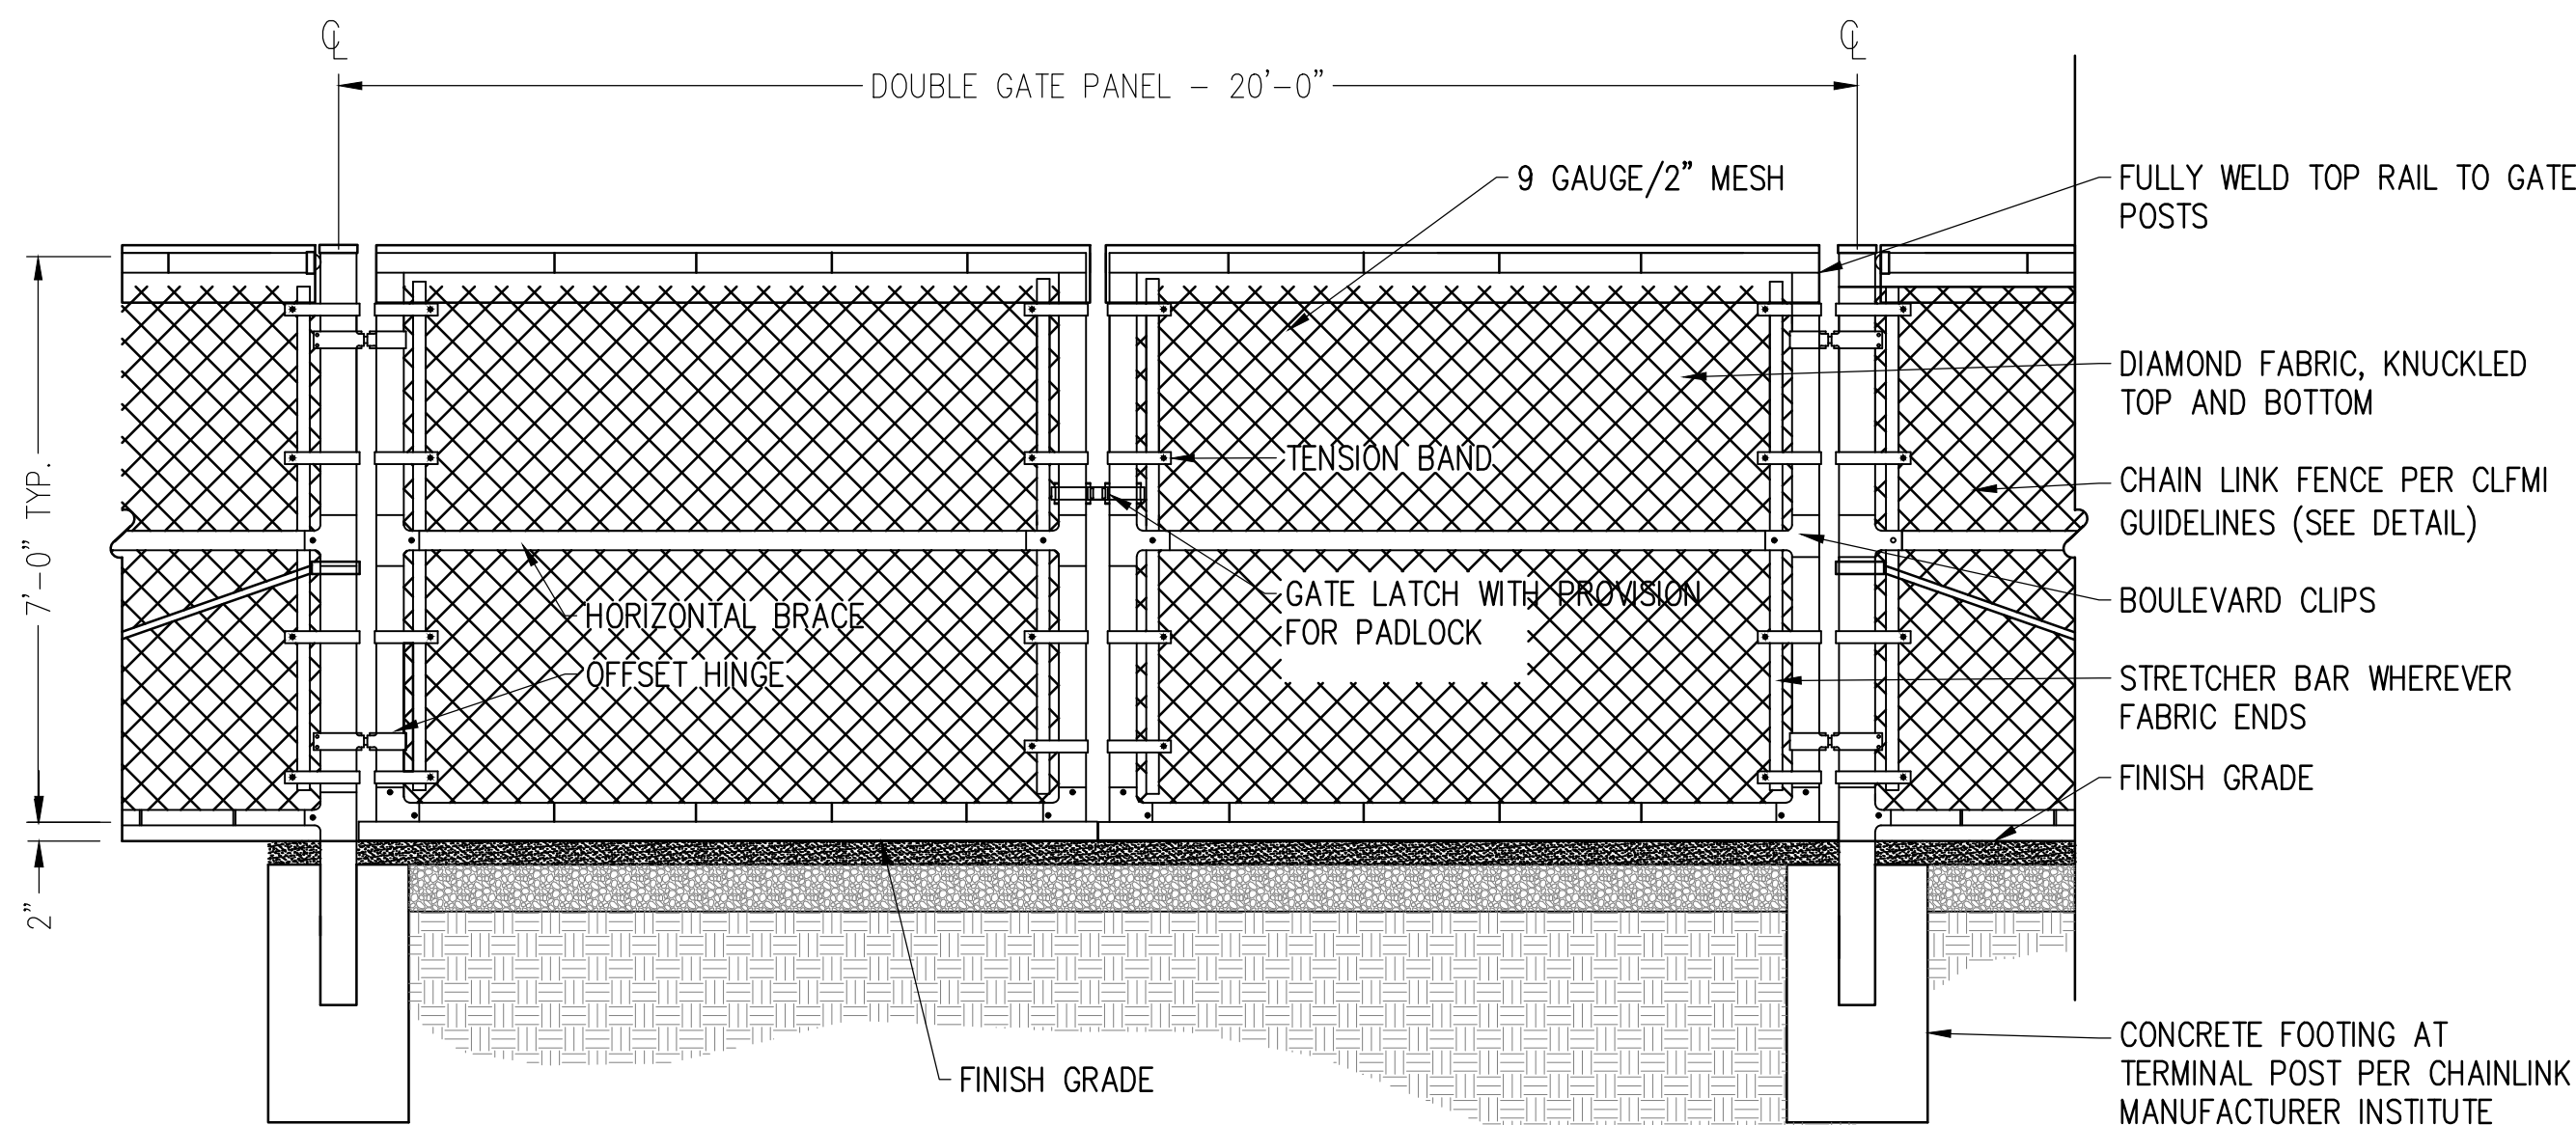 ℄
℄
DOUBLE GATE PANEL - 20'-0"
9 GAUGE/2" MESH
FULLY WELD TOP RAIL TO GATE
POSTS
DIAMOND FABRIC, KNUCKLED
TOP AND BOTTOM
TENSION BAND
CHAIN LINK FENCE PER CLFMI
GUIDELINES (SEE DETAIL)
7'-0" TYP.
GATE LATCH WITH PROVISION
FOR PADLOCK
HORIZONTAL BRACE
BOULEVARD CLIPS
OFFSET HINGE
STRETCHER BAR WHEREVER
FABRIC ENDS
FINISH GRADE
2"
FINISH GRADE
CONCRETE FOOTING AT
TERMINAL POST PER CHAINLINK
MANUFACTURER INSTITUTE